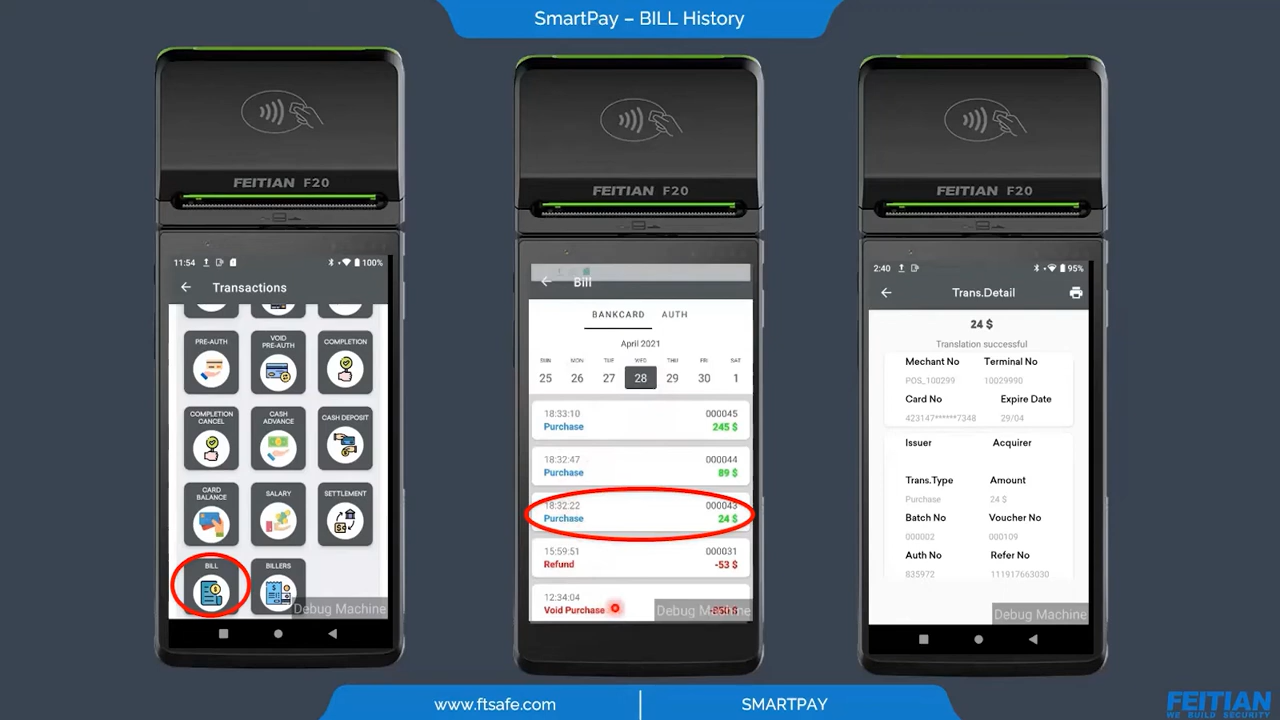 SmartPay – BILL History
FEITIAN F20
11:54
100%
Transactions
PRE-AUTH
VOID
PRE-AUTH
COMPLETION
COMPLETION
CANCEL
CASH
ADVANCE
CASH DEPOSIT
CARD
BALANCE
SALARY
SETTLEMENT
BILL
BILLERS
Debug Machine
FEITIAN F20
Bill
BANKCARD AUTH
April 2021
SUN MON TUE WED THU FRI SAT
25 26 27 28 29 30 1
18:33:10 000045
Purchase 245 $
18:32:47 000044
Purchase 89 $
18:32:22 000043
Purchase 24 $
15:59:51 000031
Refund -53 $
12:34:04
Void Purchase
Debug Machine
FEITIAN F20
2:40 95%
Trans.Detail
24 $
Translation successful
Mechant No Terminal No
POS_100299 10029990
Card No Expire Date
423147******7348 29/04
Issuer Acquirer
Trans.Type Amount
Purchase 24 $
Batch No Voucher No
000002 000109
Auth No Refer No
835972 111917663030
Debug Machine
www.ftsafe.com
SMARTPAY
FEITIAN
WE BUILD SECURITY